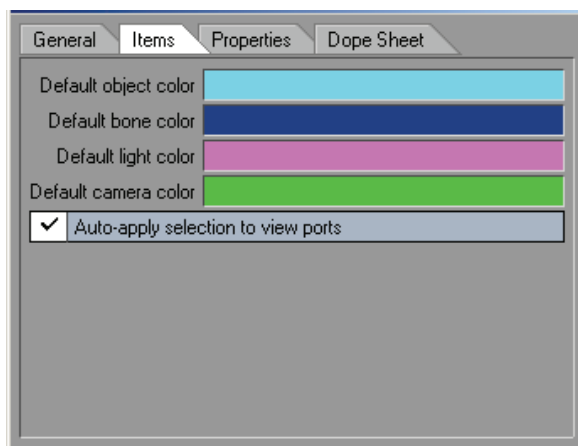 General Items Properties Dope Sheet
Default object color
Default bone color
Default light color
Default camera color
Auto-apply selection to view ports